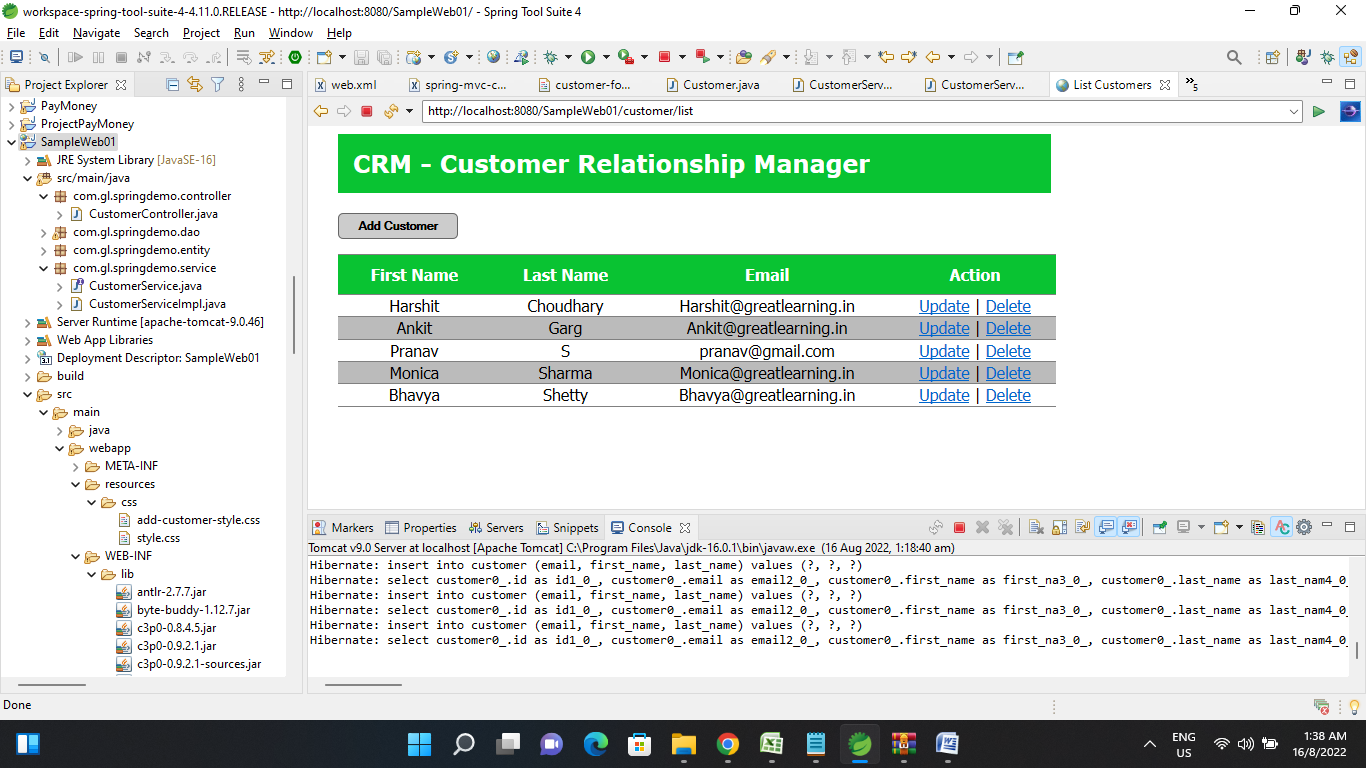 workspace-spring-tool-suite-4-4.11.0.RELEASE - http://localhost:8080/SampleWeb01/ - Spring Tool Suite 4
File Edit Navigate Search Project Run Window Help
Project Explorer
PayMoney
ProjectPayMoney
SampleWeb01
JRE System Library [JavaSE-16]
src/main/java
com.gl.springdemo.controller
CustomerController.java
com.gl.springdemo.dao
com.gl.springdemo.entity
com.gl.springdemo.service
CustomerService.java
CustomerServiceImpl.java
Server Runtime [apache-tomcat-9.0.46]
Web App Libraries
Deployment Descriptor: SampleWeb01
build
src
main
java
webapp
META-INF
resources
css
add-customer-style.css
style.css
WEB-INF
lib
antlr-2.7.7.jar
byte-buddy-1.12.7.jar
c3p0-0.8.4.5.jar
c3p0-0.9.2.1.jar
c3p0-0.9.2.1-sources.jar
web.xml spring-mvc-c... customer-fo... Customer.java CustomerServ... CustomerServ... List Customers »5
http://localhost:8080/SampleWeb01/customer/list
CRM - Customer Relationship Manager
Add Customer
First Name Last Name Email Action
Harshit Choudhary Harshit@greatlearning.in Update | Delete
Ankit Garg Ankit@greatlearning.in Update | Delete
Pranav S pranav@gmail.com Update | Delete
Monica Sharma Monica@greatlearning.in Update | Delete
Bhavya Shetty Bhavya@greatlearning.in Update | Delete
Markers Properties Servers Snippets Console
Tomcat v9.0 Server at localhost [Apache Tomcat] C:\Program Files\Java\jdk-16.0.1\bin\javaw.exe (16 Aug 2022, 1:18:40 am)
Hibernate: insert into customer (email, first_name, last_name) values (?, ?, ?)
Hibernate: select customer0_.id as id1_0_, customer0_.email as email2_0_, customer0_.first_name as first_na3_0_, customer0_.last_name as last_nam4_0_
Hibernate: insert into customer (email, first_name, last_name) values (?, ?, ?)
Hibernate: select customer0_.id as id1_0_, customer0_.email as email2_0_, customer0_.first_name as first_na3_0_, customer0_.last_name as last_nam4_0_
Hibernate: insert into customer (email, first_name, last_name) values (?, ?, ?)
Hibernate: select customer0_.id as id1_0_, customer0_.email as email2_0_, customer0_.first_name as first_na3_0_, customer0_.last_name as last_nam4_0_
Done
ENG
US
1:38 AM
16/8/2022